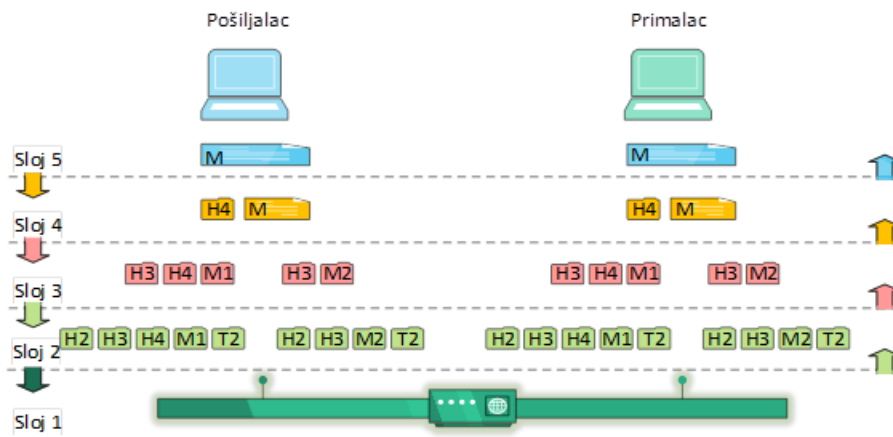 Pošiljalac Primalac
Sloj 5 M M
H4 M H4 M
Sloj 4
H3 H4 M1 H3 M2 H3 H4 M1 H3 M2
Sloj 3
H2 H3 H4 M1 T2 H2 H3 M2 T2 H2 H3 H4 M1 T2 H2 H3 M2 T2
Sloj 2
Sloj 1